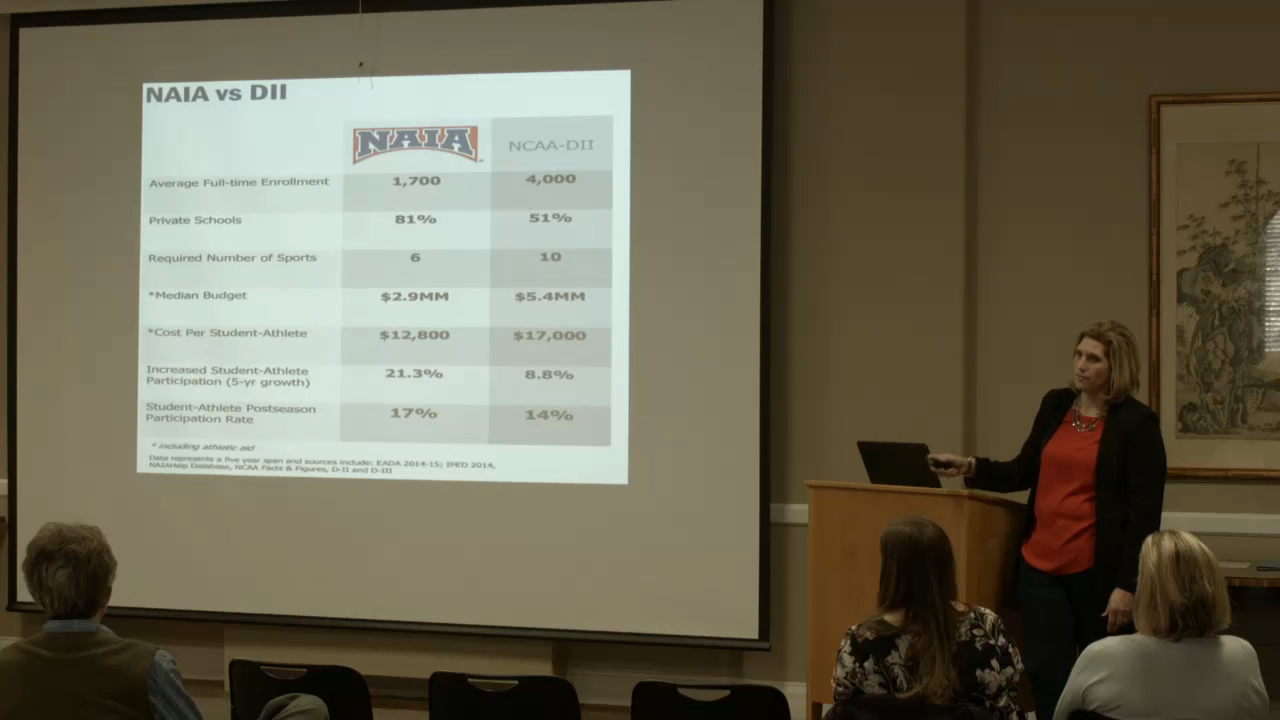 NAIA vs DII
NAIA NCAA-DII
Average Full-time Enrollment 1,700 4,000
Private Schools 81% 51%
Required Number of Sports 6 10
*Median Budget $2.9MM $5.4MM
*Cost Per Student-Athlete $12,800 $17,000
Increased Student-Athlete
Participation (5-yr growth) 21.3% 8.8%
Student-Athlete Postseason
Participation Rate 17% 14%
* including athletic aid
Data represents a five year span and sources include: EADA 2014-15; IPED 2014,
NAIAHelp Database, NCAA Facts & Figures, D-II and D-III